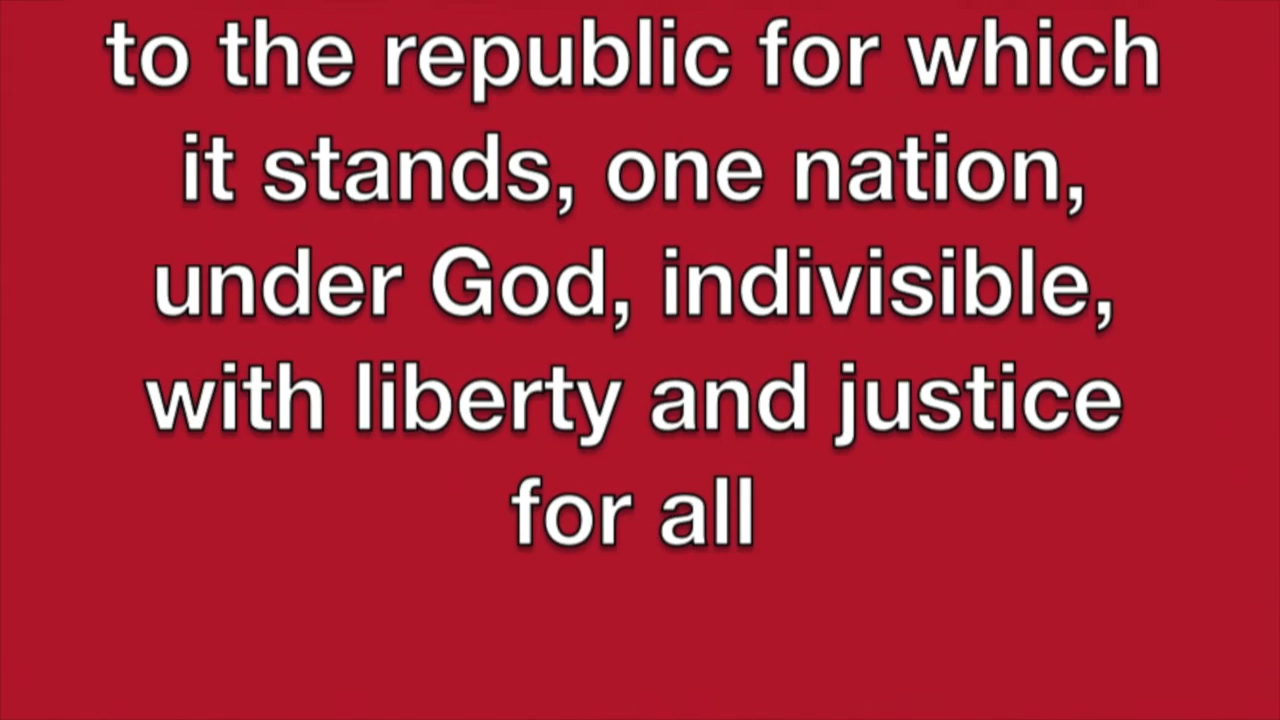 to the republic for which
it stands, one nation,
under God, indivisible,
with liberty and justice
for all